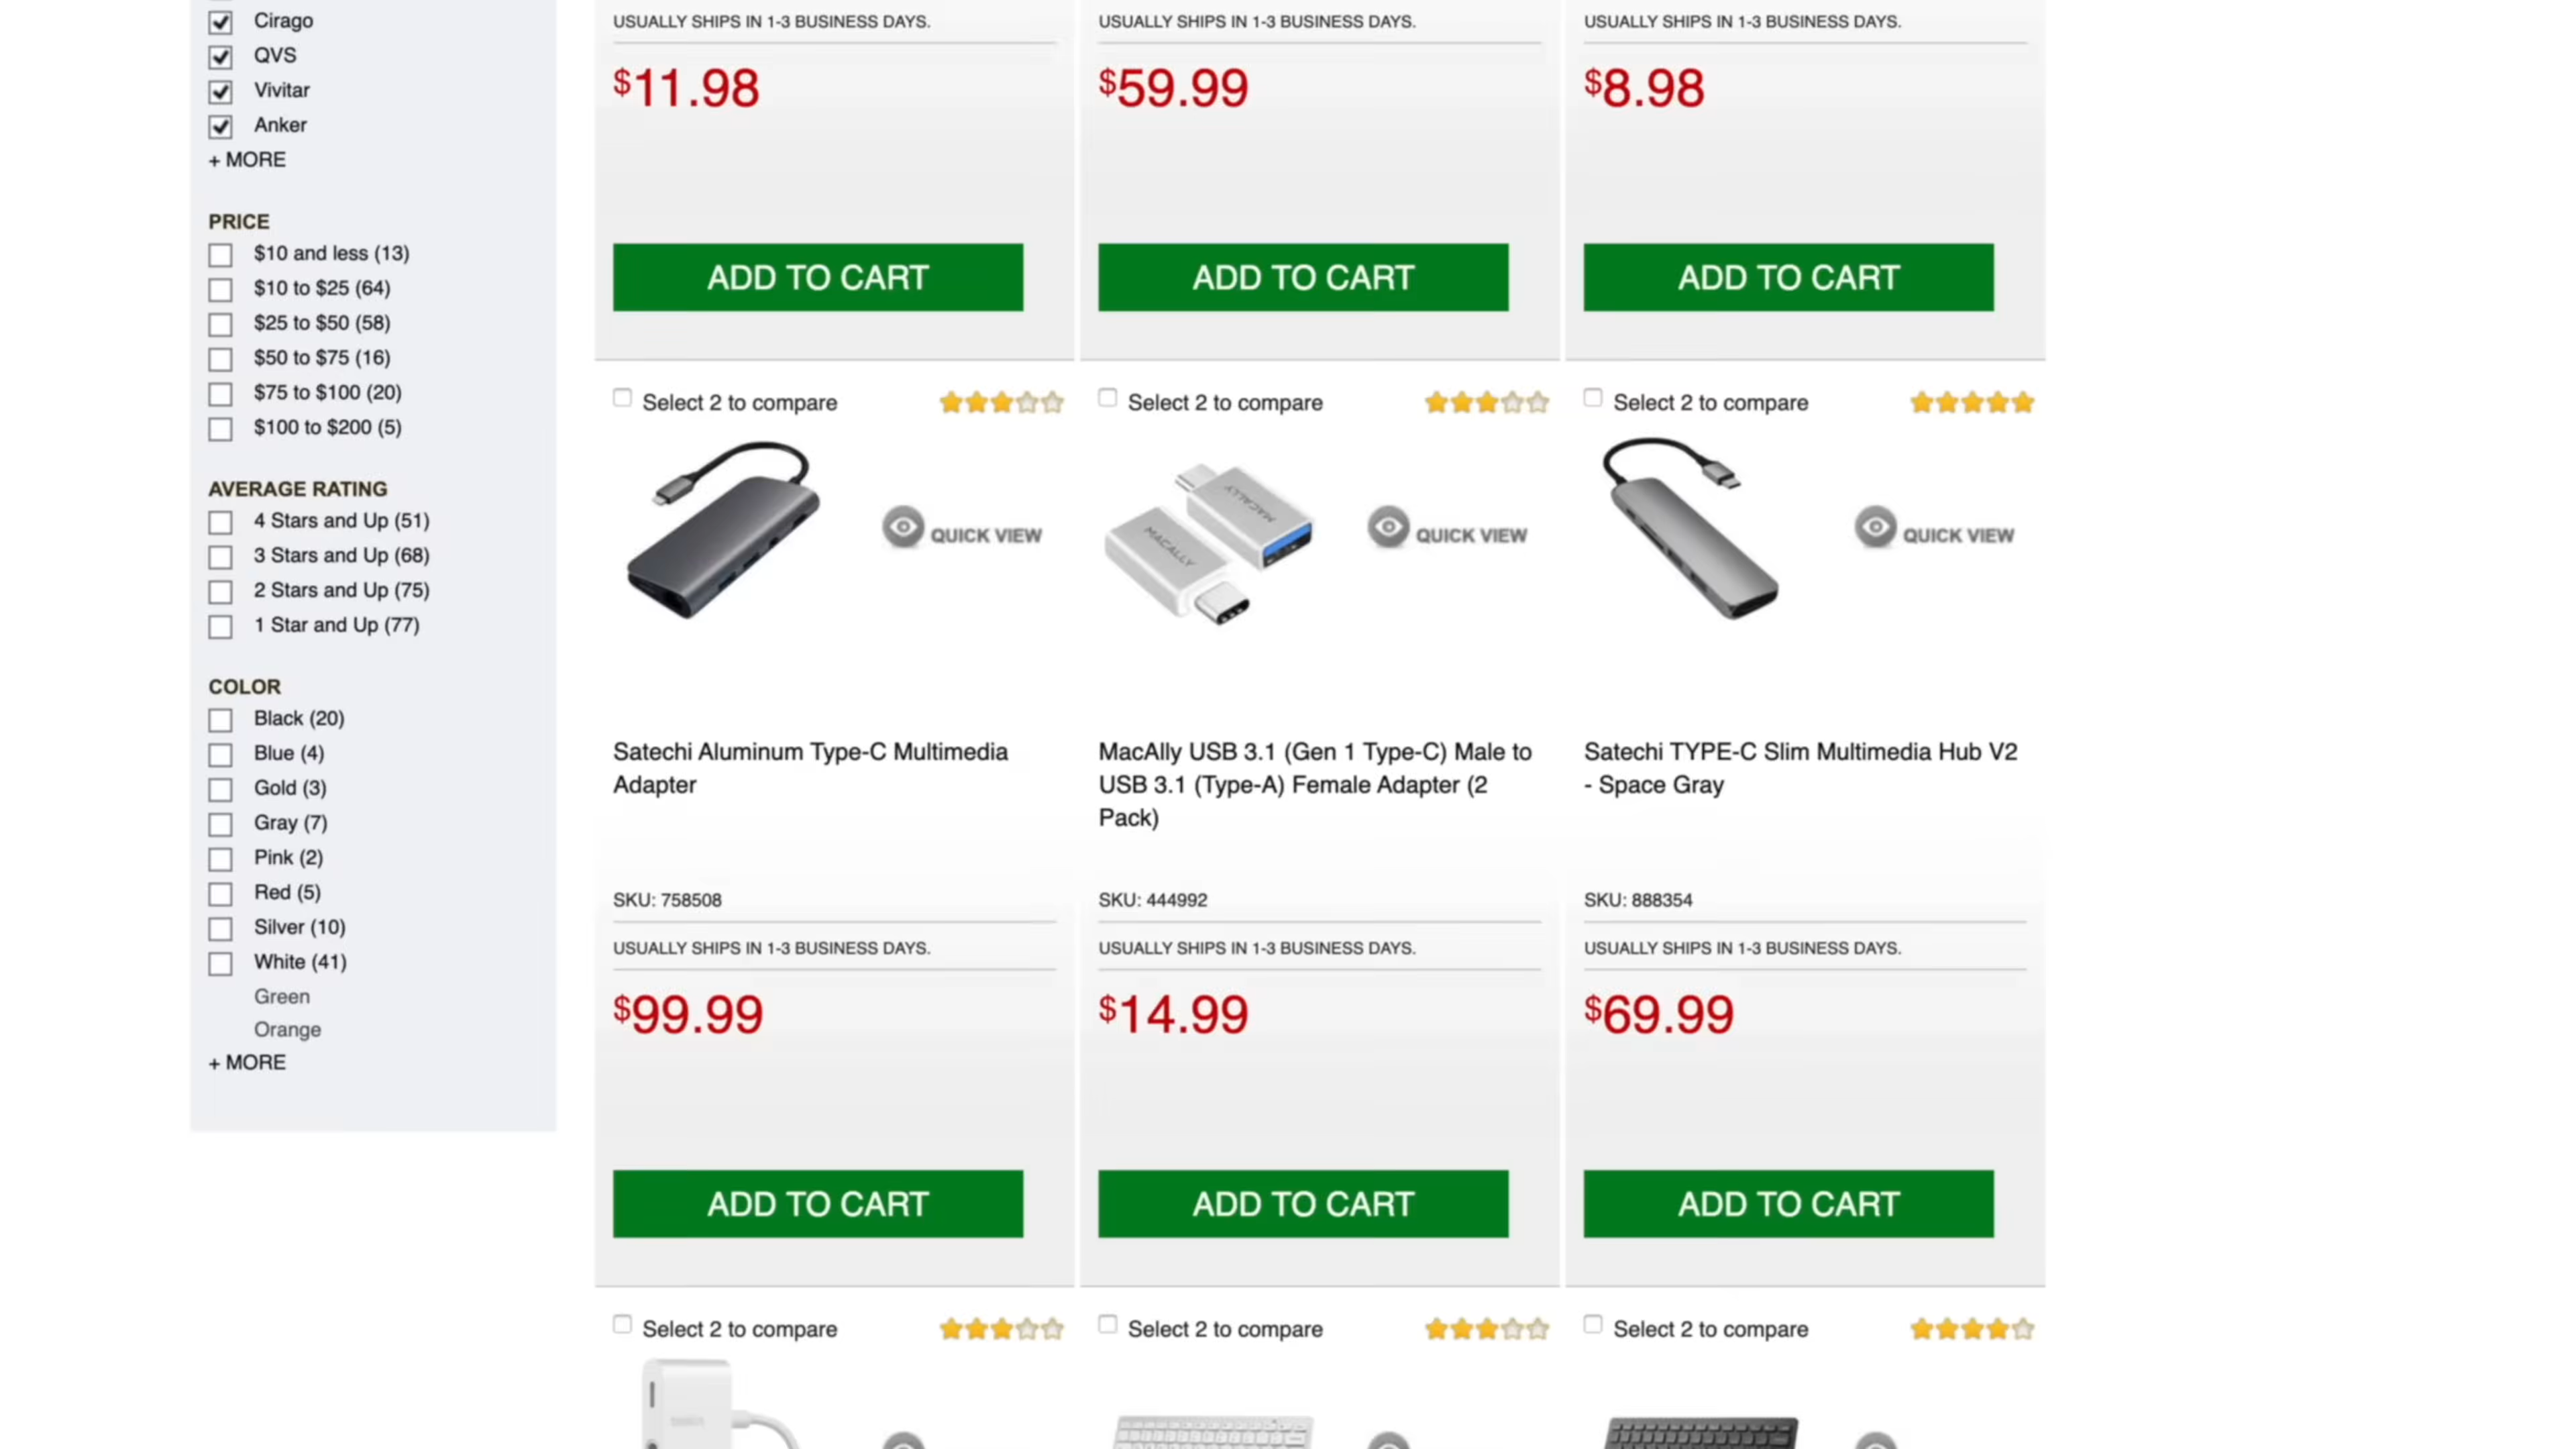 Cirago
QVS
Vivitar
Anker
+ MORE
PRICE
$10 and less (13)
$10 to $25 (64)
$25 to $50 (58)
$50 to $75 (16)
$75 to $100 (20)
$100 to $200 (5)
AVERAGE RATING
4 Stars and Up (51)
3 Stars and Up (68)
2 Stars and Up (75)
1 Star and Up (77)
COLOR
Black (20)
Blue (4)
Gold (3)
Gray (7)
Pink (2)
Red (5)
Silver (10)
White (41)
Green
Orange
+ MORE
USUALLY SHIPS IN 1-3 BUSINESS DAYS.
$11.98
ADD TO CART
USUALLY SHIPS IN 1-3 BUSINESS DAYS.
$59.99
ADD TO CART
USUALLY SHIPS IN 1-3 BUSINESS DAYS.
$8.98
ADD TO CART
Select 2 to compare
QUICK VIEW
Satechi Aluminum Type-C Multimedia
Adapter
SKU: 758508
USUALLY SHIPS IN 1-3 BUSINESS DAYS.
$99.99
ADD TO CART
Select 2 to compare
MACALLY
MACALLY
QUICK VIEW
MacAlly USB 3.1 (Gen 1 Type-C) Male to
USB 3.1 (Type-A) Female Adapter (2
Pack)
SKU: 444992
USUALLY SHIPS IN 1-3 BUSINESS DAYS.
$14.99
ADD TO CART
Select 2 to compare
QUICK VIEW
Satechi TYPE-C Slim Multimedia Hub V2
- Space Gray
SKU: 888354
USUALLY SHIPS IN 1-3 BUSINESS DAYS.
$69.99
ADD TO CART
Select 2 to compare
Select 2 to compare
Select 2 to compare